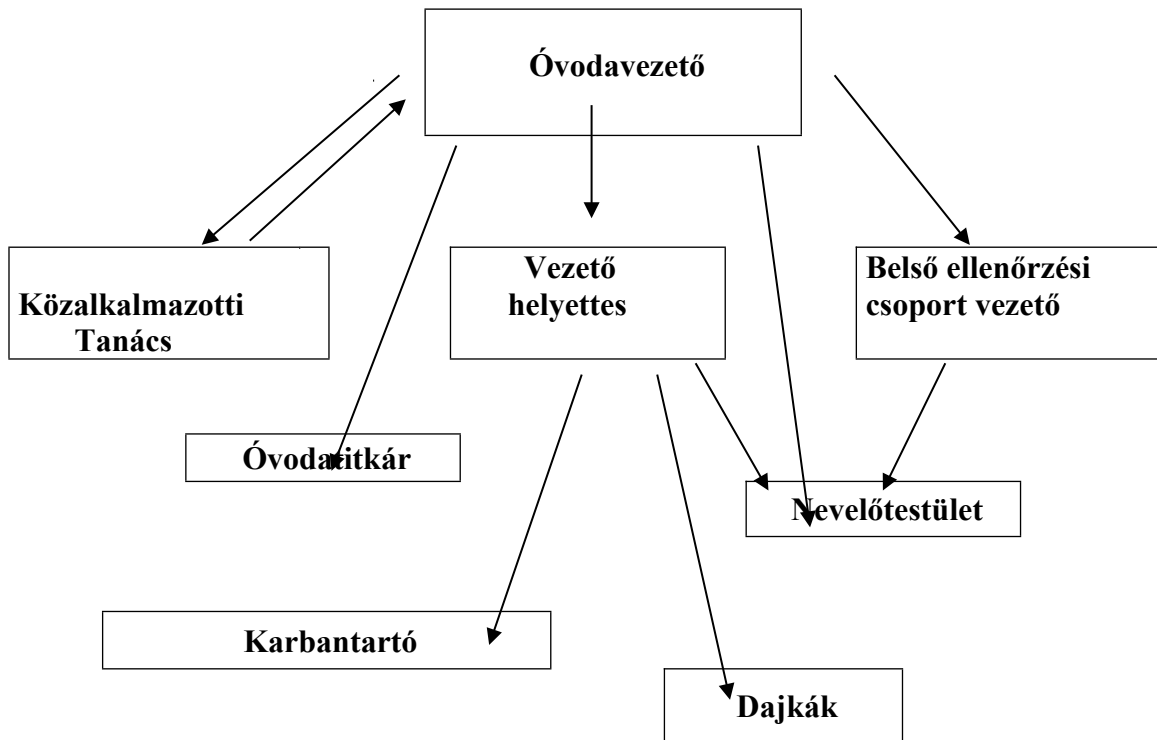 Óvodavezető
Közalkalmazotti
Tanács
Vezető
helyettes
Belső ellenőrzési
csoport vezető
Óvodatitkár
Nevelőtestület
Karbantartó
Dajkák